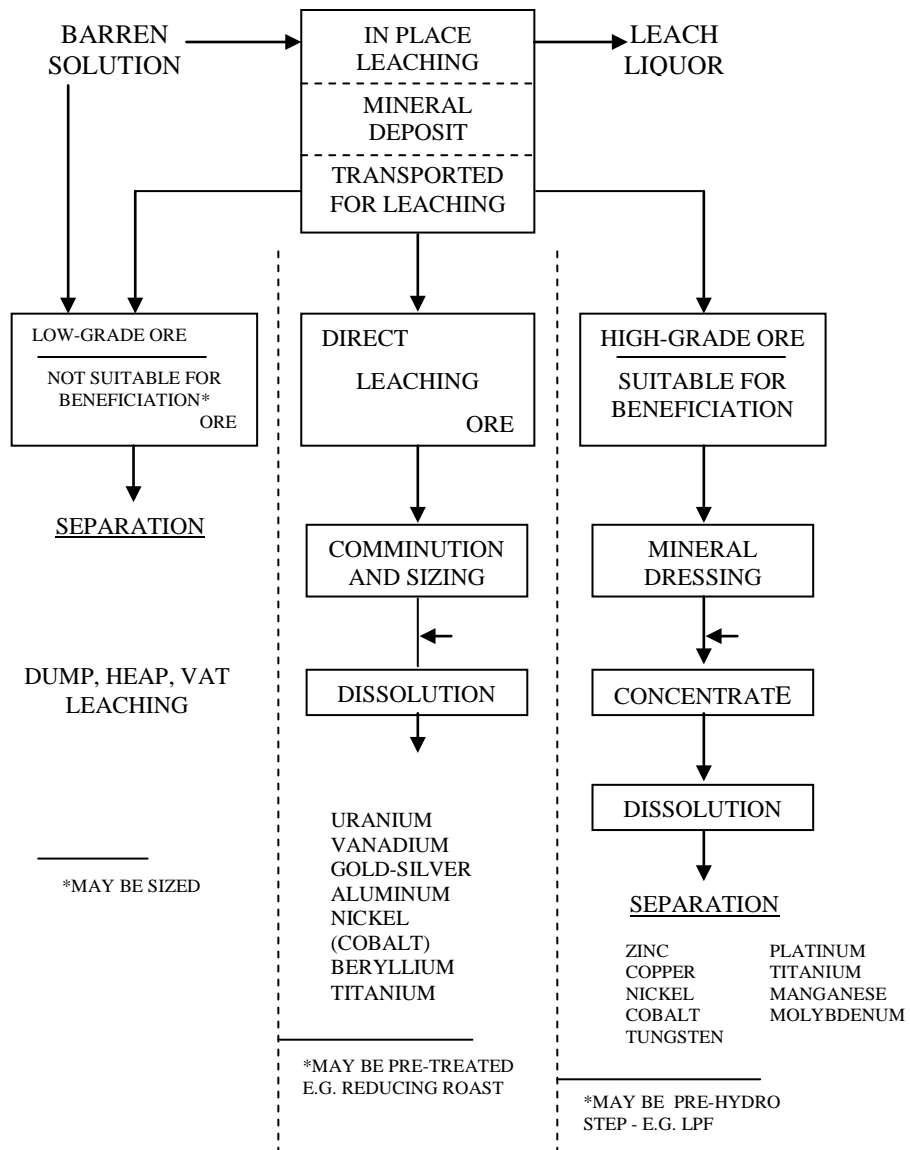 BARREN
SOLUTION
IN PLACE
LEACHING
LEACH
LIQUOR
MINERAL
DEPOSIT
TRANSPORTED
FOR LEACHING
LOW-GRADE ORE
NOT SUITABLE FOR
BENEFICIATION*
ORE
SEPARATION
DUMP, HEAP, VAT
LEACHING
*MAY BE SIZED
DIRECT
LEACHING
ORE
COMMINUTION
AND SIZING
DISSOLUTION
URANIUM
VANADIUM
GOLD-SILVER
ALUMINUM
NICKEL
(COBALT)
BERYLLIUM
TITANIUM
*MAY BE PRE-TREATED
E.G. REDUCING ROAST
HIGH-GRADE ORE
SUITABLE FOR
BENEFICIATION
MINERAL
DRESSING
CONCENTRATE
DISSOLUTION
SEPARATION
ZINC
COPPER
NICKEL
COBALT
TUNGSTEN
PLATINUM
TITANIUM
MANGANESE
MOLYBDENUM
*MAY BE PRE-HYDRO
STEP - E.G. LPF